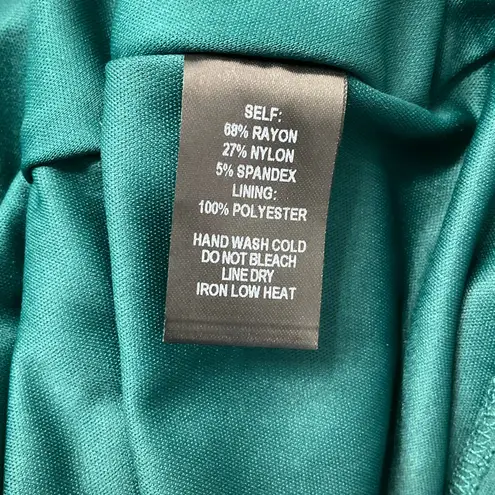 SELF:
68% RAYON
27% NYLON
5% SPANDEX
LINING:
100% POLYESTER
HAND WASH COLD
DO NOT BLEACH
LINE DRY
IRON LOW HEAT